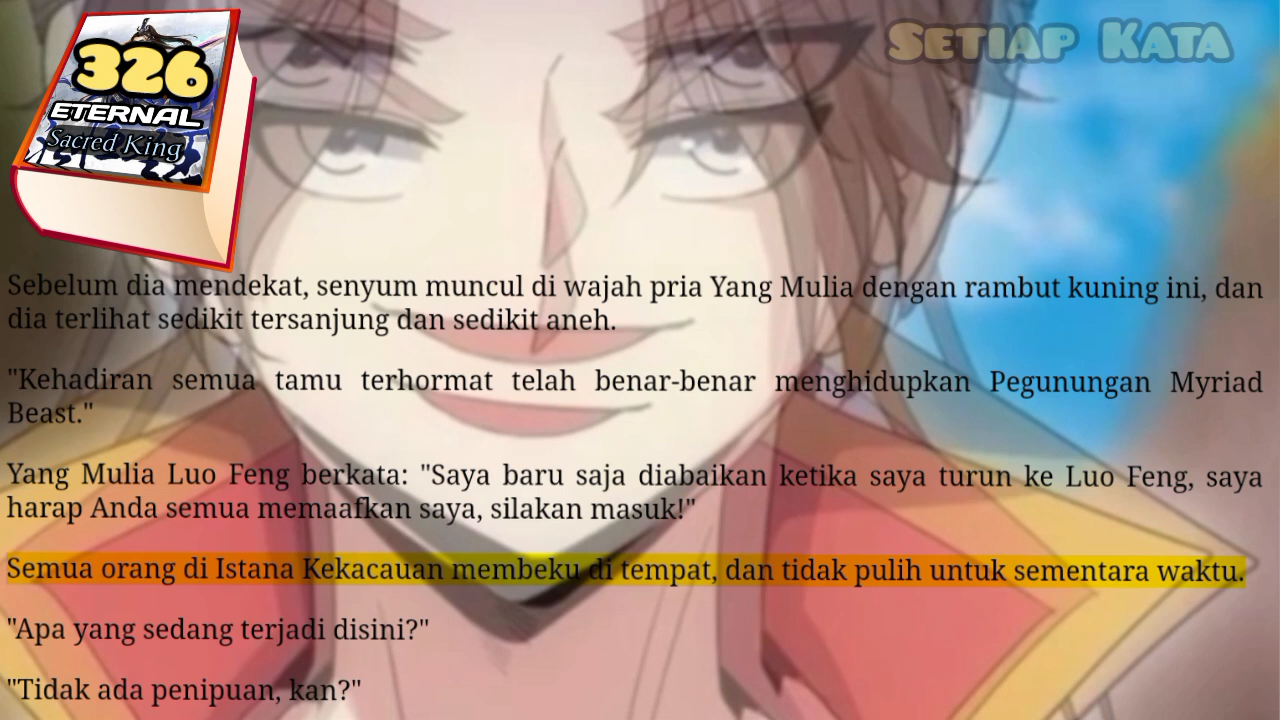 326
ETERNAL
Sacred King
Setiap Kata
Sebelum dia mendekat, senyum muncul di wajah pria Yang Mulia dengan rambut kuning ini, dan
dia terlihat sedikit tersanjung dan sedikit aneh.
"Kehadiran semua tamu terhormat telah benar-benar menghidupkan Pegunungan Myriad
Beast."
Yang Mulia Luo Feng berkata: "Saya baru saja diabaikan ketika saya turun ke Luo Feng, saya
harap Anda semua memaafkan saya, silakan masuk!"
Semua orang di Istana Kekacauan membeku di tempat, dan tidak pulih untuk sementara waktu.
"Apa yang sedang terjadi disini?"
"Tidak ada penipuan, kan?"